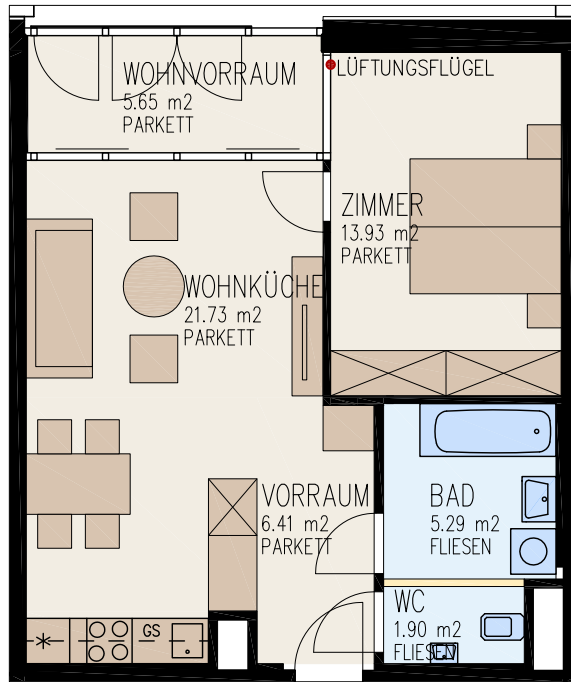 WOHNVORRAUM
5.65 m2
PARKETT
LÜFTUNGSFLÜGEL
ZIMMER
13.93 m2
PARKETT
WOHNKÜCHE
21.73 m2
PARKETT
VORRAUM
6.41 m2
PARKETT
BAD
5.29 m2
FLIESEN
WC
1.90 m2
FLIESEN
GS